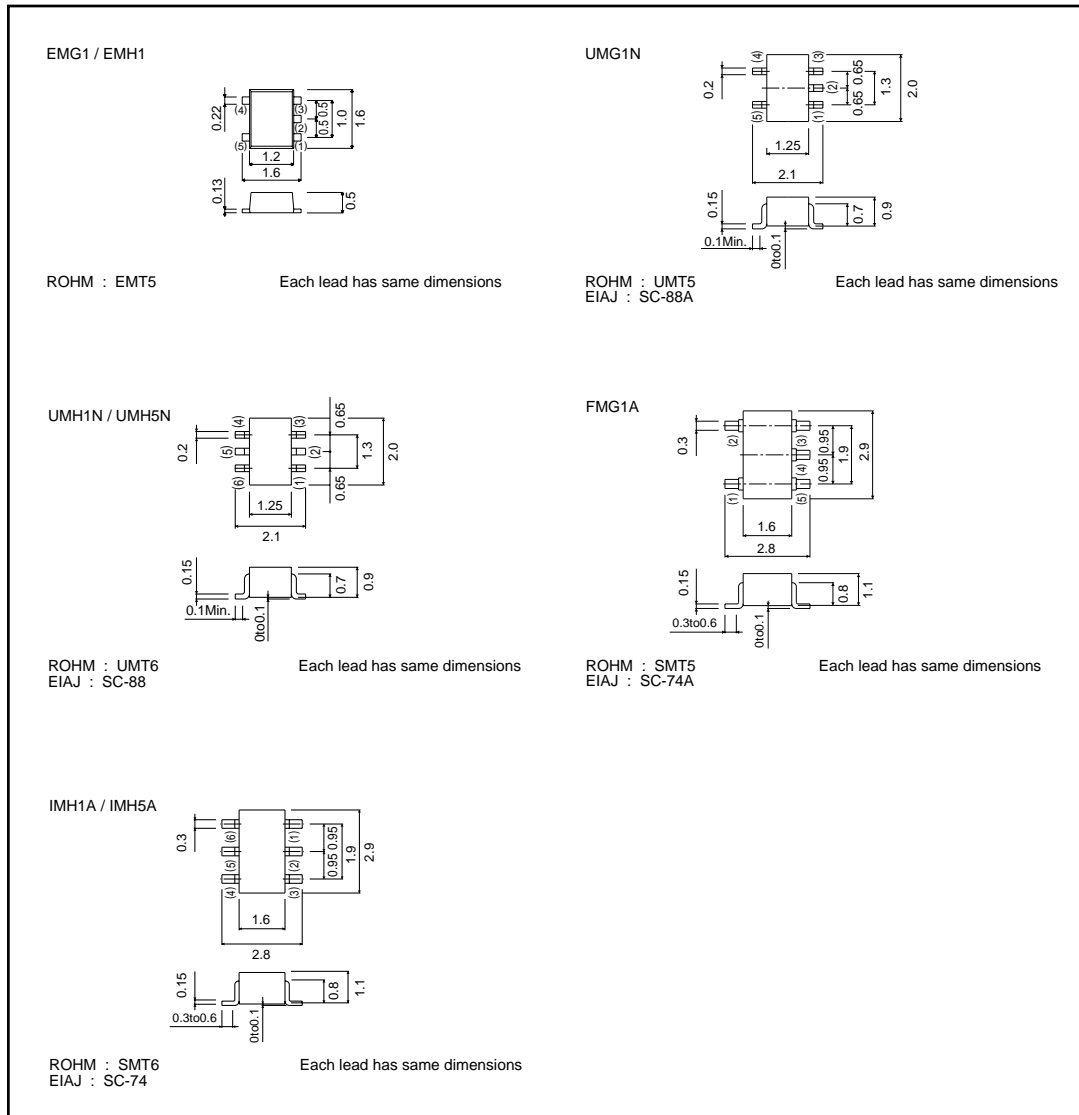 EMG1 / EMH1
0.22
(4)
(3)
(2)
(5)
(1)
0.5
0.5
1.0
1.6
1.2
1.6
0.13
0.5
ROHM : EMT5
Each lead has same dimensions
UMG1N
(4)
(3)
0.2
(2)
0.65
0.65
1.3
2.0
(5)
(1)
1.25
2.1
0.15
0.7
0.9
0.1Min.
0to0.1
ROHM : UMT5
Each lead has same dimensions
EIAJ : SC-88A
UMH1N / UMH5N
(4)
(3)
0.65
0.2
(5)
(2)
1.3
2.0
(6)
(1)
0.65
1.25
2.1
0.15
0.7
0.9
0.1Min.
0to0.1
ROHM : UMT6
Each lead has same dimensions
EIAJ : SC-88
FMG1A
0.3
(2)
(3)
0.95
0.95
1.9
2.9
(4)
(1)
(5)
1.6
2.8
0.15
0.8
1.1
0.3to0.6
0to0.1
ROHM : SMT5
Each lead has same dimensions
EIAJ : SC-74A
IMH1A / IMH5A
0.3
(6)
(1)
0.95
0.95
1.9
2.9
(5)
(2)
(4)
(3)
1.6
2.8
0.15
0.8
1.1
0.3to0.6
0to0.1
ROHM : SMT6
Each lead has same dimensions
EIAJ : SC-74